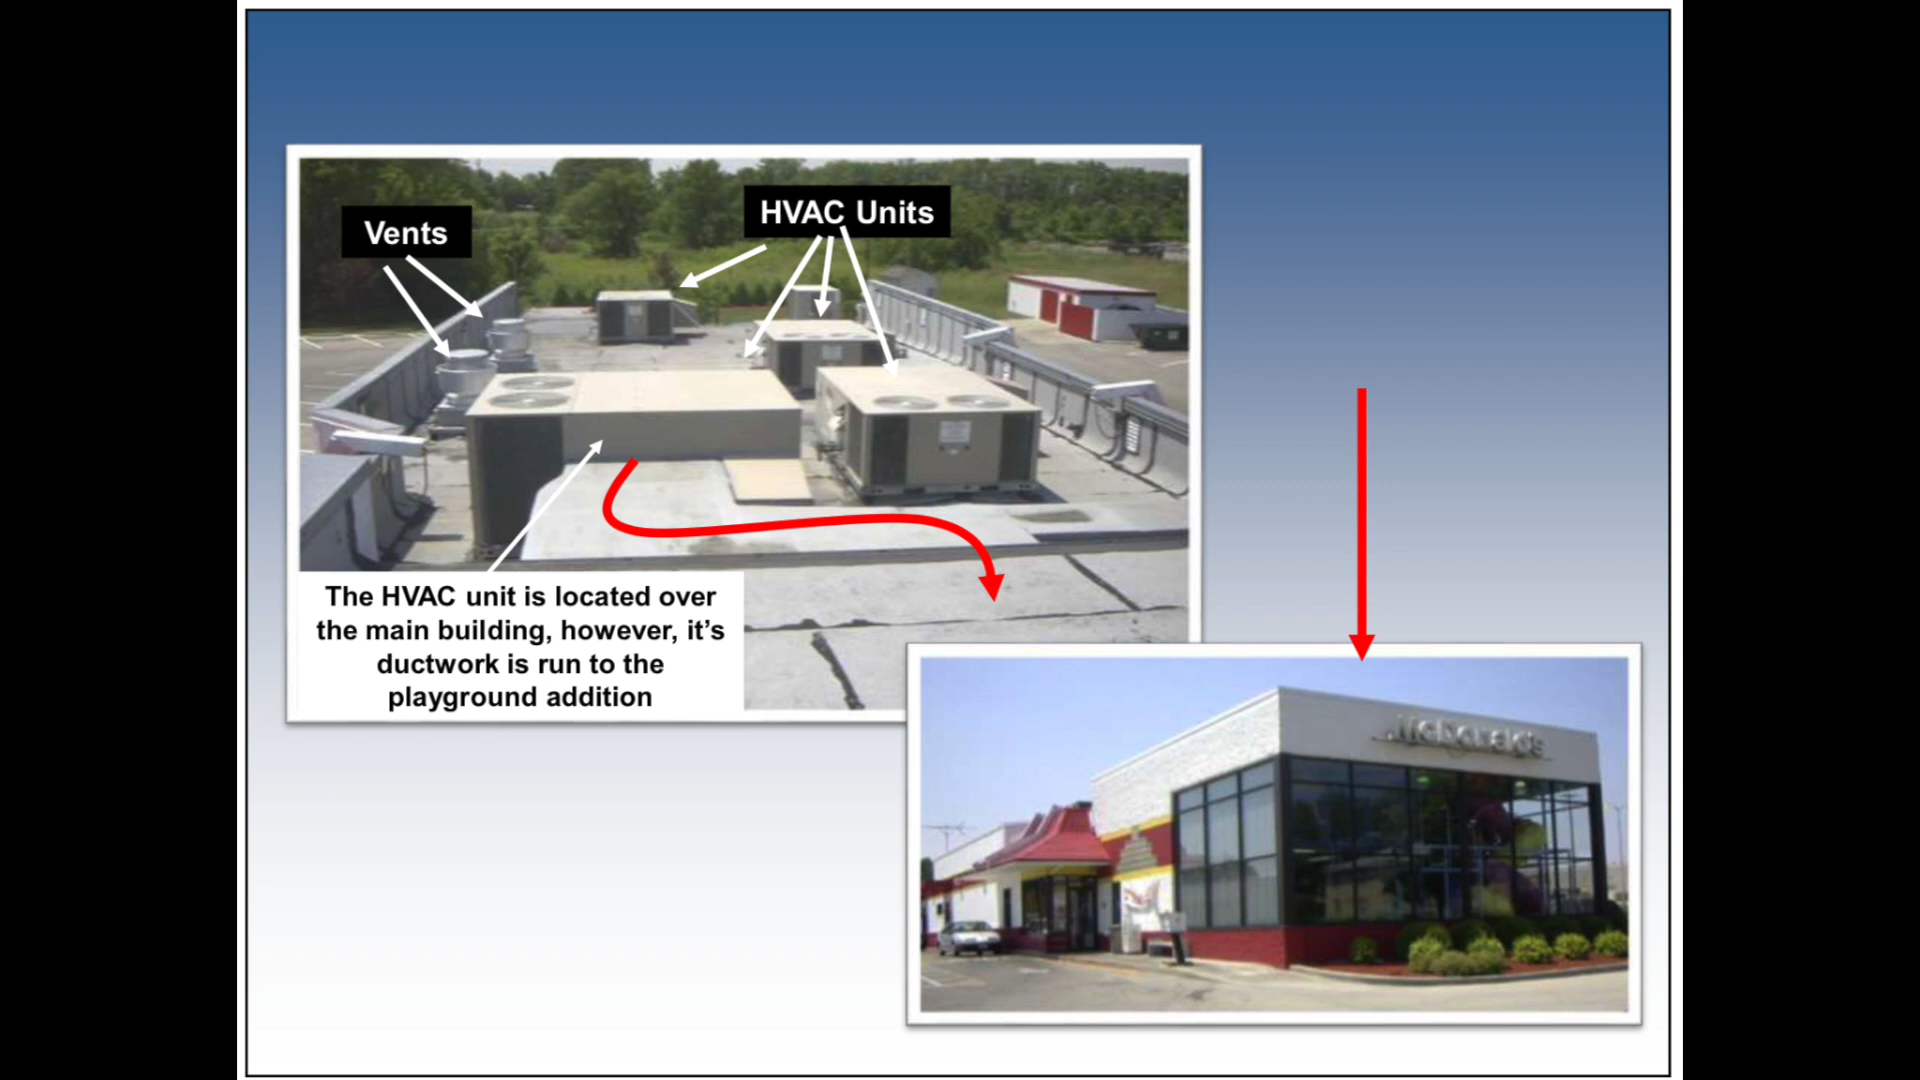 Vents
HVAC Units
The HVAC unit is located over
the main building, however, it’s
ductwork is run to the
playground addition
McDonald's